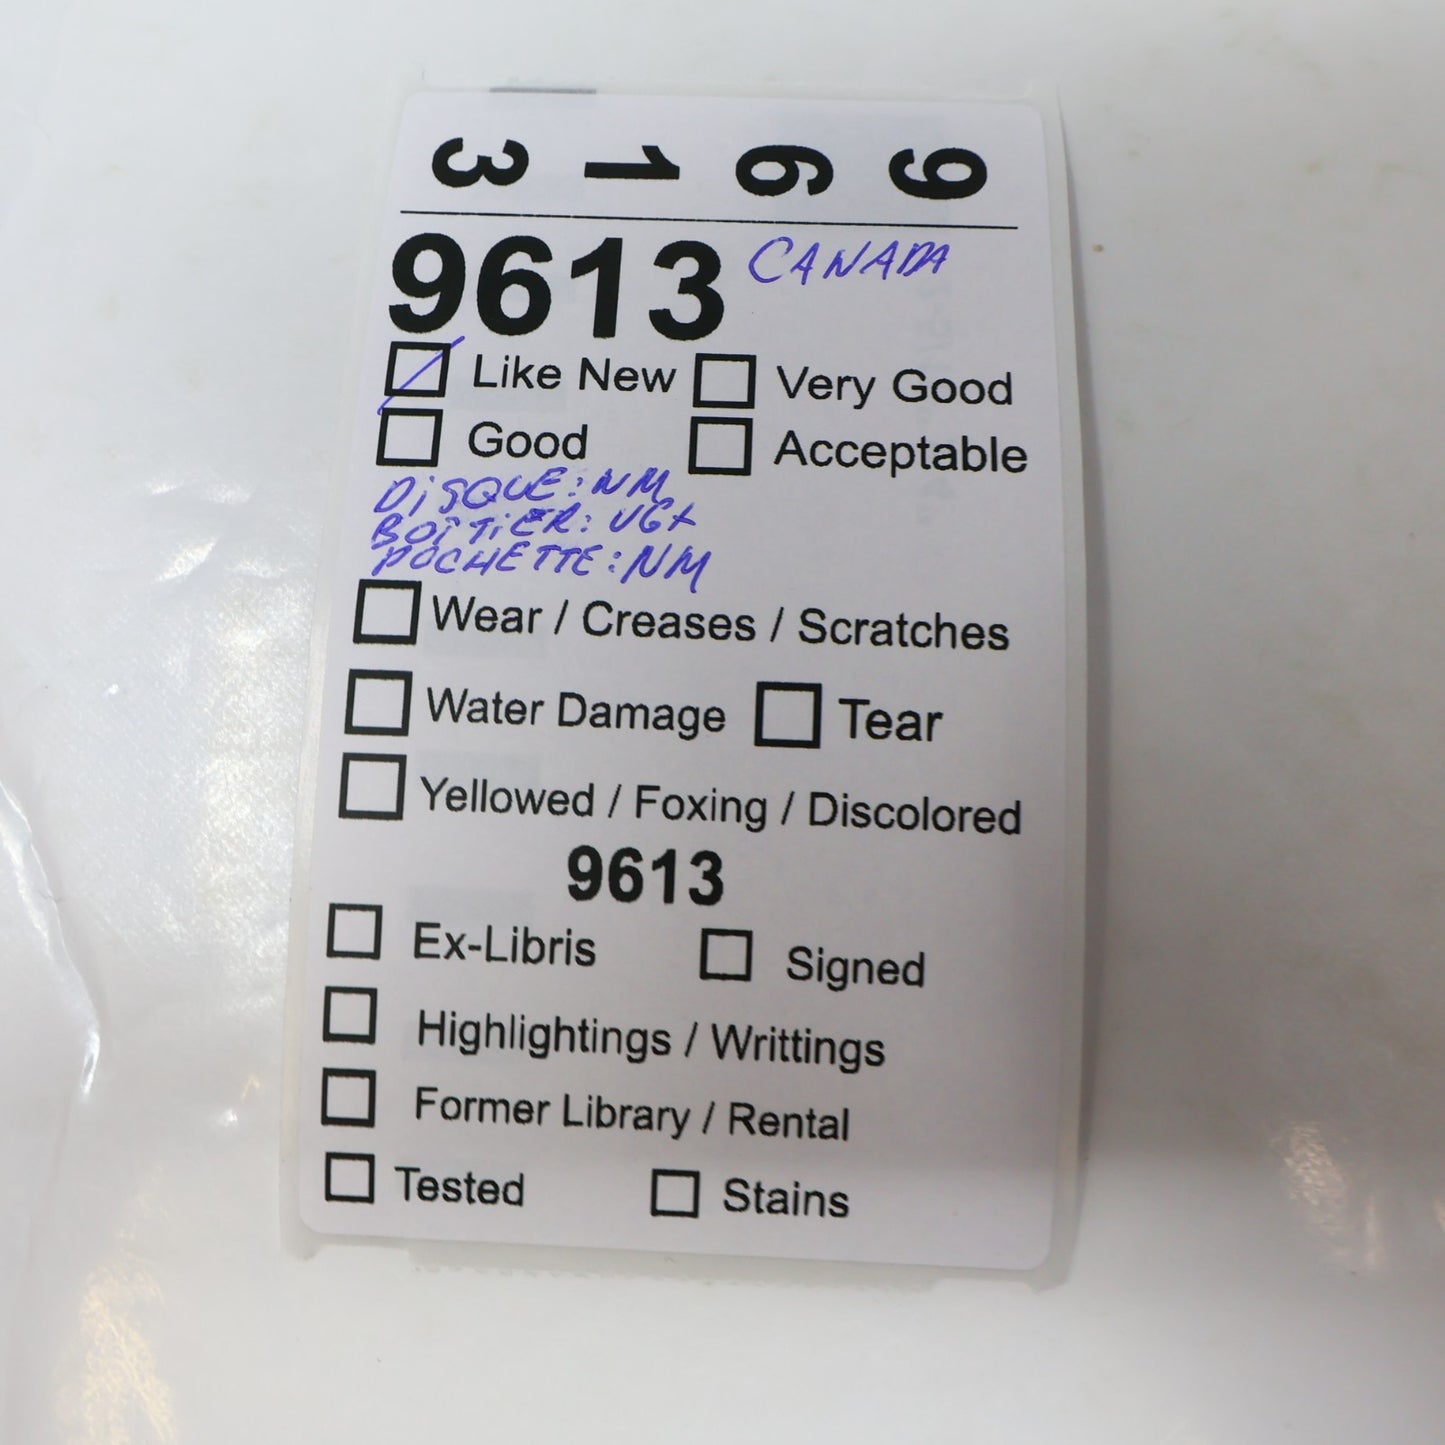 9 6 1 3
9613 CANADA
Like New Very Good
Good Acceptable
DiSQUE: NM
BOÎTiER: VG+
POCHETTE: NM
Wear / Creases / Scratches
Water Damage Tear
Yellowed / Foxing / Discolored
9613
Ex-Libris Signed
Highlightings / Writtings
Former Library / Rental
Tested Stains